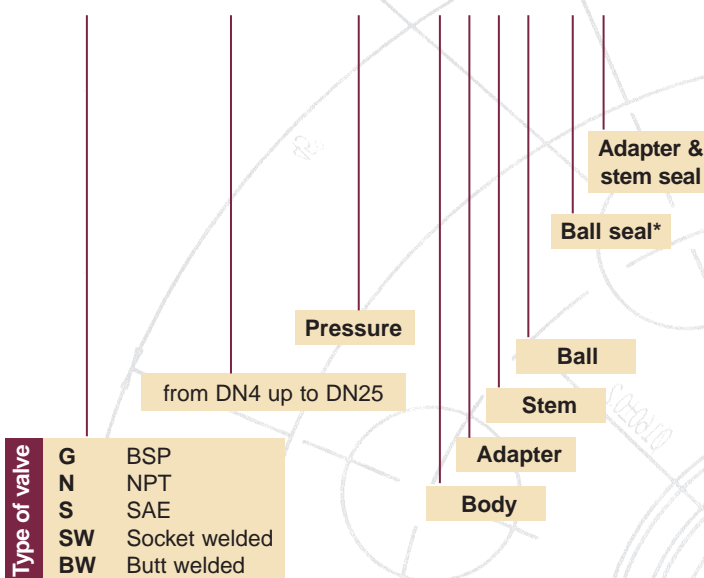 Adapter &
stem seal
Ball seal*
Pressure
Ball
from DN4 up to DN25
Stem
Adapter
Body
Type of valve
G BSP
N NPT
S SAE
SW Socket welded
BW Butt welded